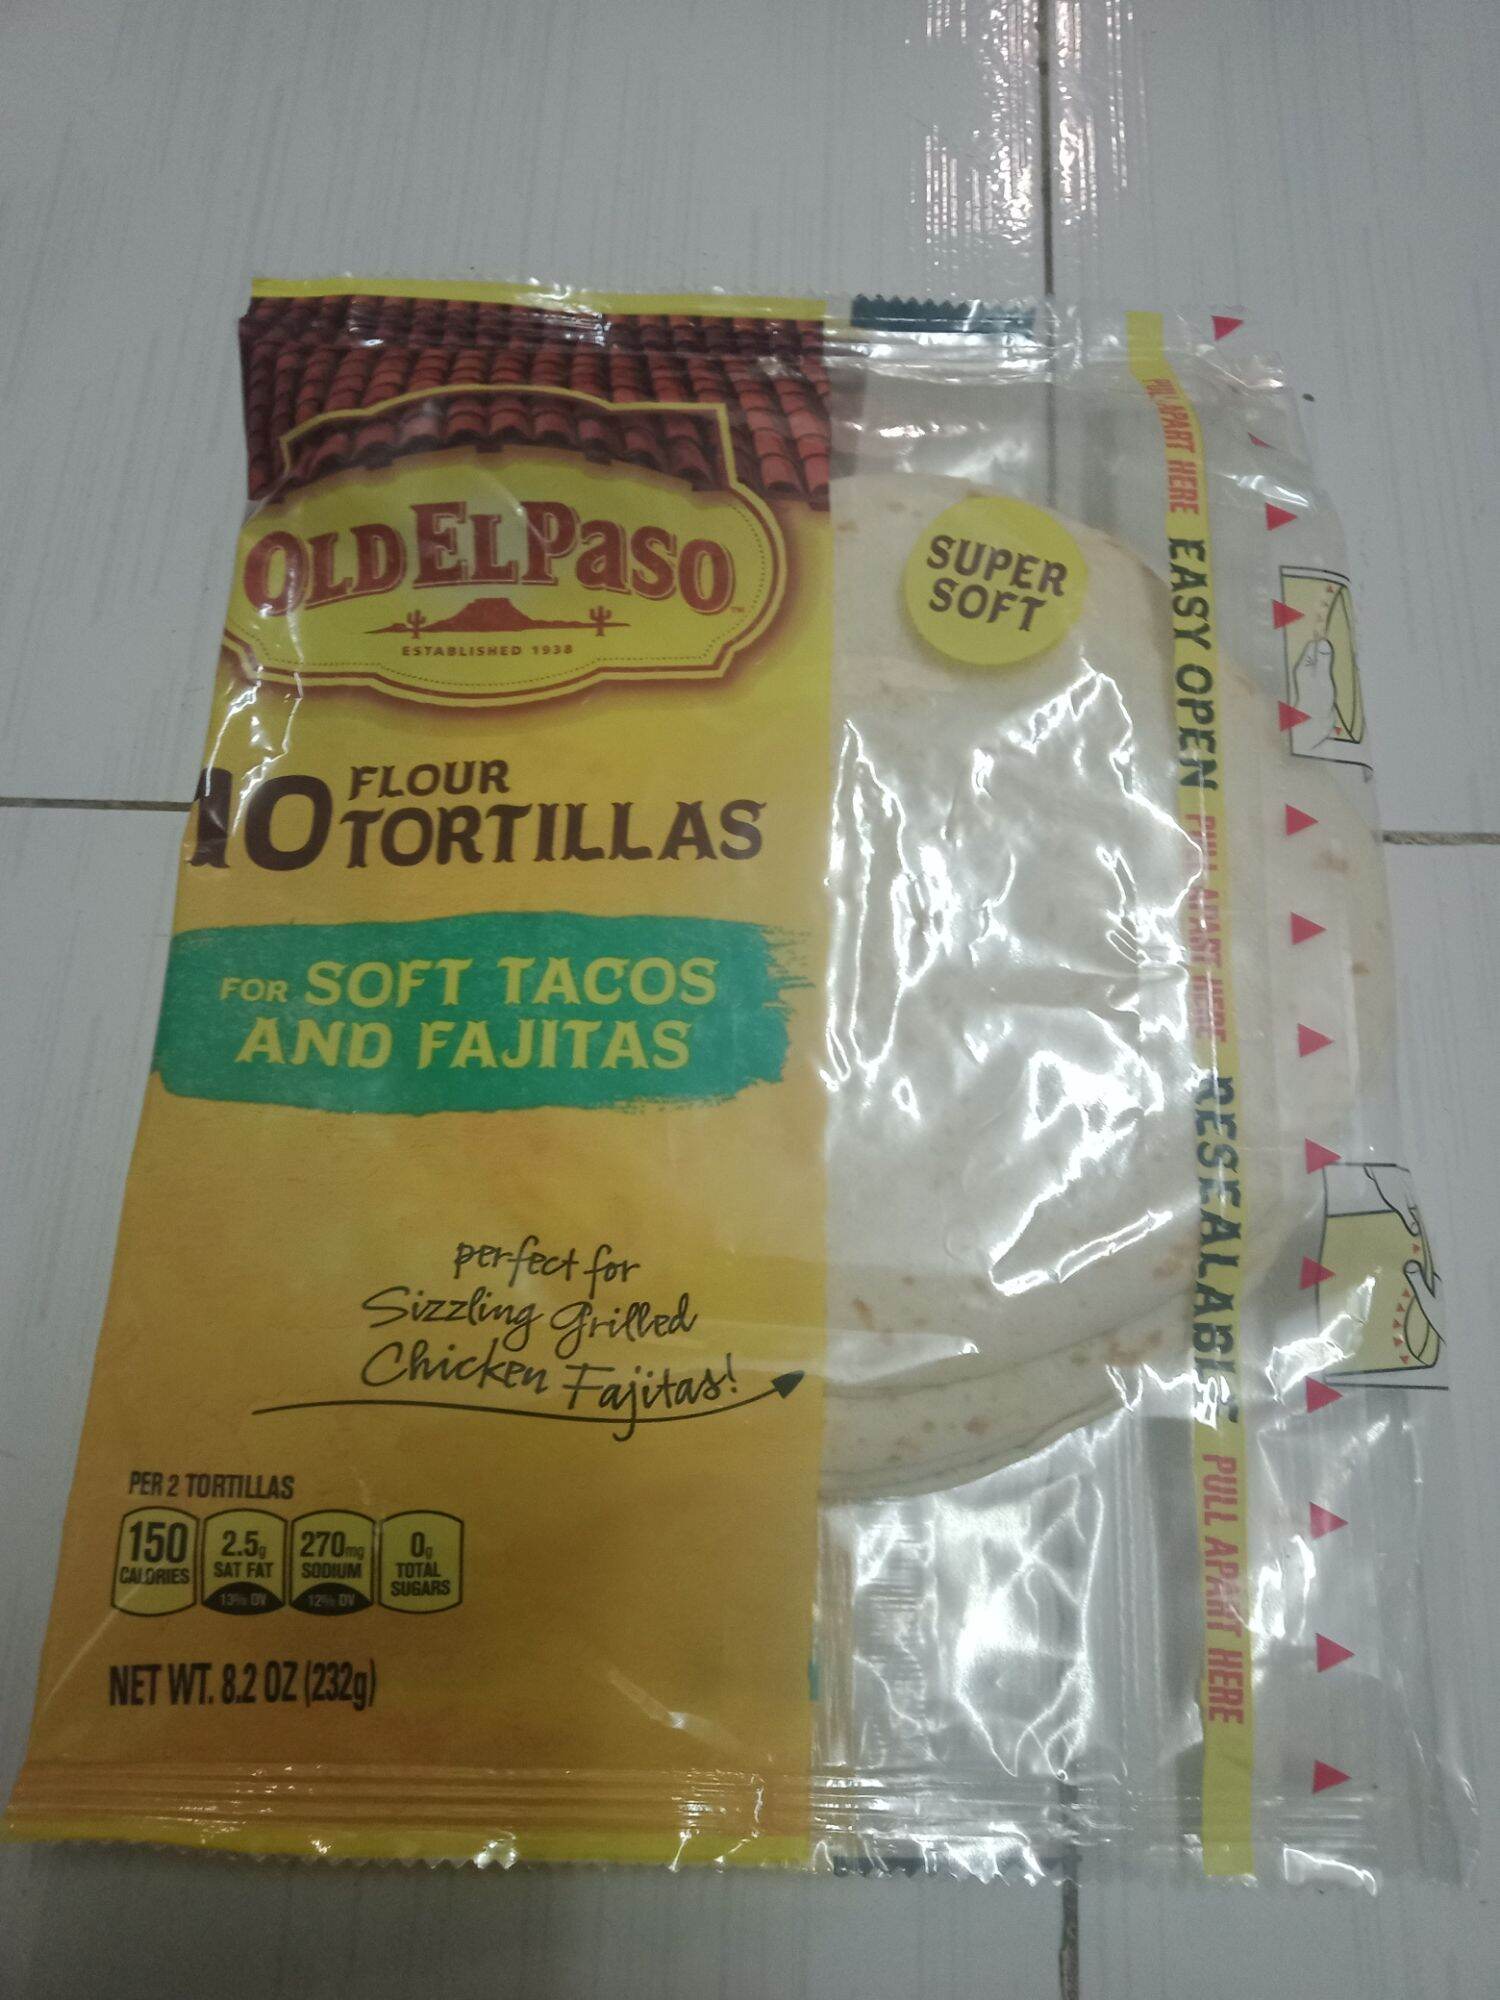 OLD EL PASO
™
ESTABLISHED 1938
10 FLOUR
TORTILLAS
FOR SOFT TACOS
AND FAJITAS
perfect for
Sizzling Grilled
Chicken Fajitas!
PER 2 TORTILLAS
150
CALORIES
2.5g
SAT FAT
13% DV
270mg
SODIUM
12% DV
0g
TOTAL
SUGARS
NET WT. 8.2 OZ (232g)
SUPER
SOFT
PULL APART HERE EASY OPEN PULL APART HERE RESEALABLE PULL APART HERE